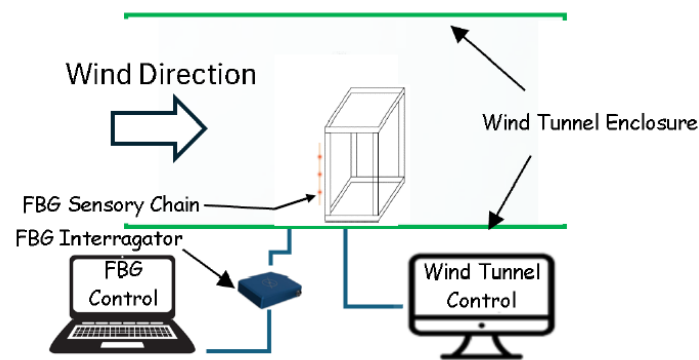 Wind Direction
Wind Tunnel Enclosure
FBG Sensory Chain
FBG Interragator
FBG
Control
Wind Tunnel
Control